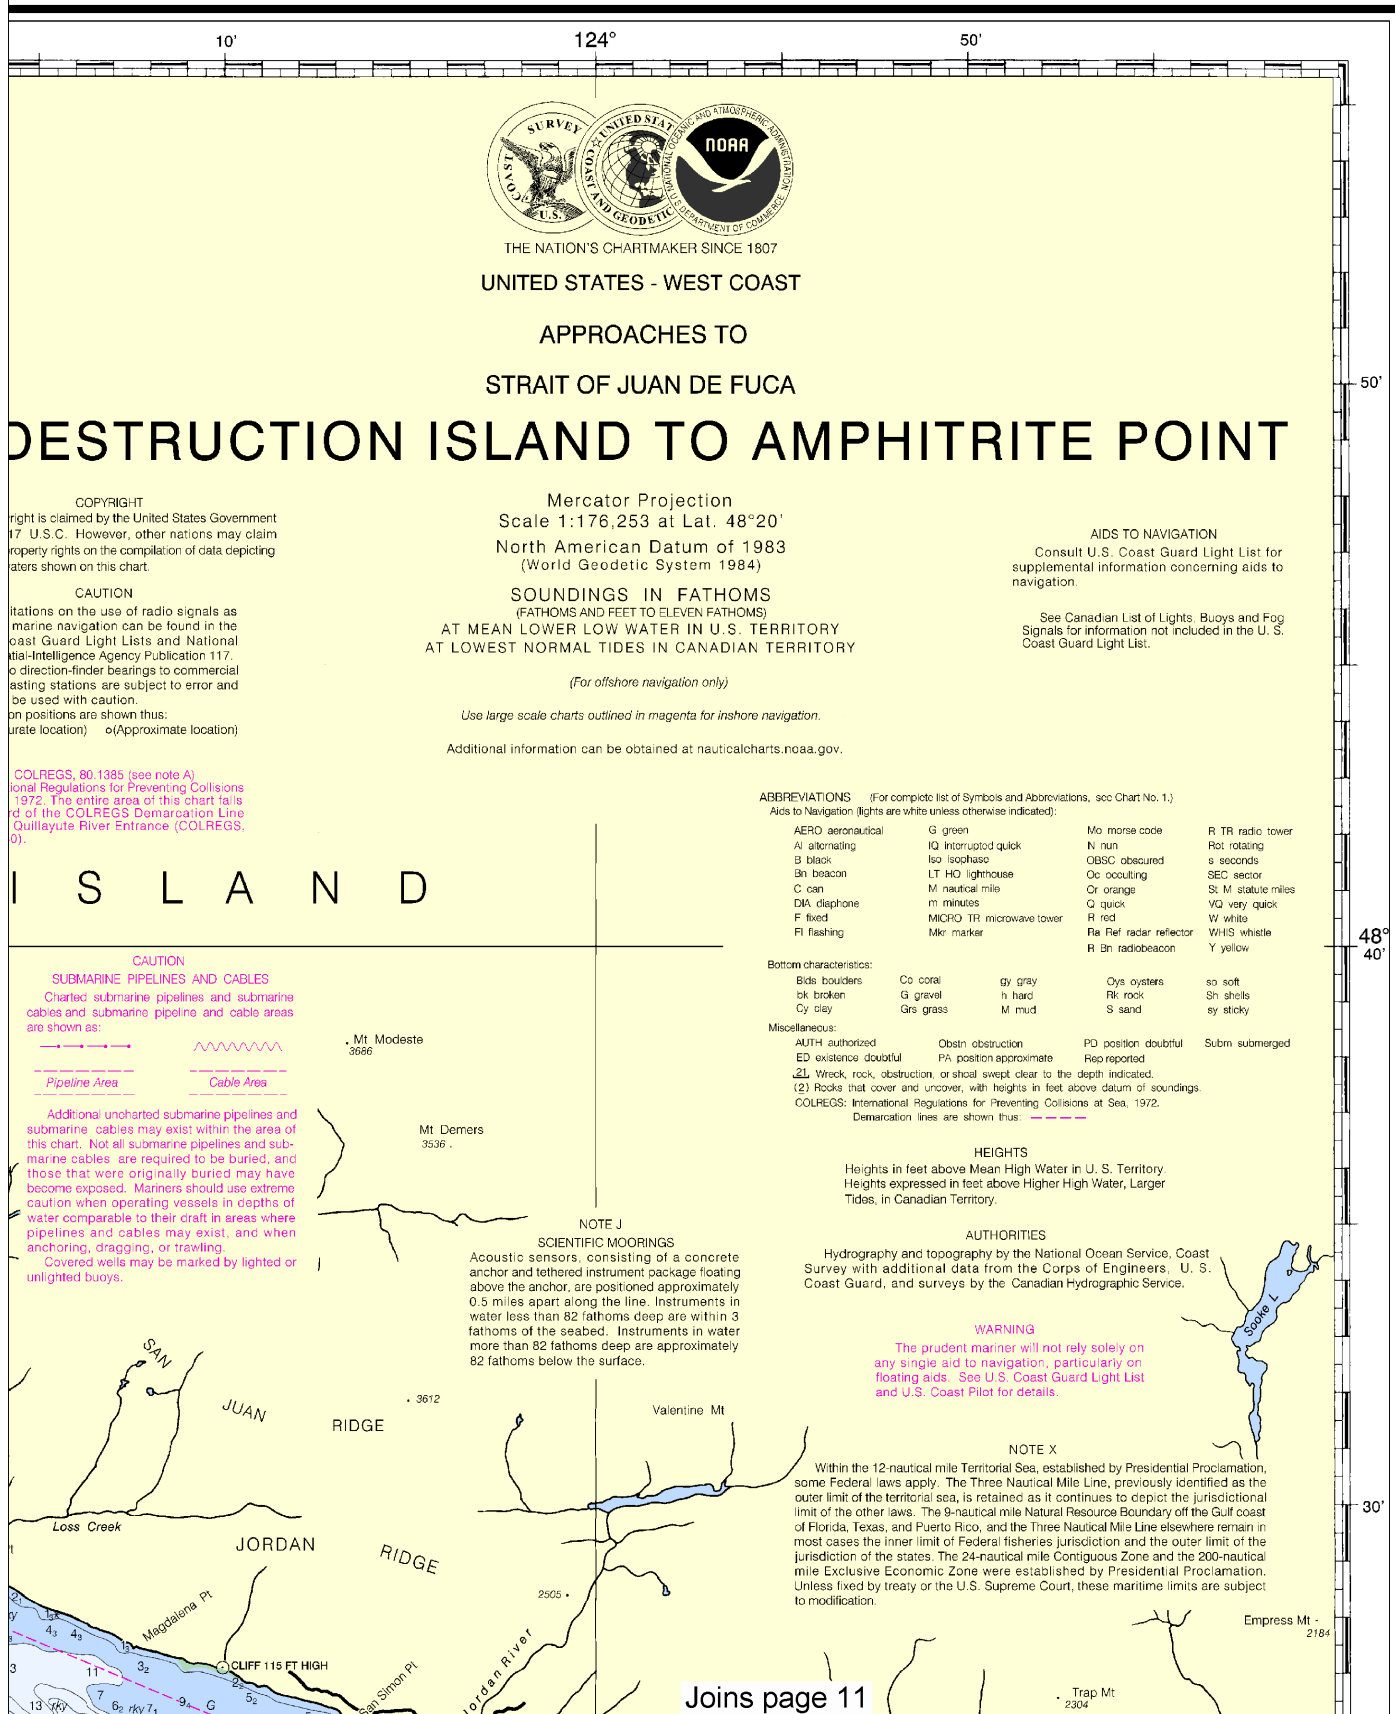 10'
124°
50'
SURVEY
COAST
U.S.
UNITED STAT
COAST AND GEODETIC
NATIONAL OCEANIC AND ATMOSPHERIC ADMINISTRATION
U.S. DEPARTMENT OF COMMERCE
NOAA
THE NATION'S CHARTMAKER SINCE 1807
UNITED STATES - WEST COAST
APPROACHES TO
STRAIT OF JUAN DE FUCA
50'
DESTRUCTION ISLAND TO AMPHITRITE POINT
COPYRIGHT
right is claimed by the United States Government
17 U.S.C. However, other nations may claim
roperty rights on the compilation of data depicting
aters shown on this chart.
CAUTION
itations on the use of radio signals as
marine navigation can be found in the
oast Guard Light Lists and National
tial-Intelligence Agency Publication 117.
o direction-finder bearings to commercial
asting stations are subject to error and
be used with caution.
on positions are shown thus:
urate location) o(Approximate location)
COLREGS, 80.1385 (see note A)
ional Regulations for Preventing Collisions
1972. The entire area of this chart falls
rd of the COLREGS Demarcation Line
Quillayute River Entrance (COLREGS,
0).
Mercator Projection
Scale 1:176,253 at Lat. 48°20'
North American Datum of 1983
(World Geodetic System 1984)
SOUNDINGS IN FATHOMS
(FATHOMS AND FEET TO ELEVEN FATHOMS)
AT MEAN LOWER LOW WATER IN U.S. TERRITORY
AT LOWEST NORMAL TIDES IN CANADIAN TERRITORY
(For offshore navigation only)
Use large scale charts outlined in magenta for inshore navigation.
Additional information can be obtained at nauticalcharts.noaa.gov.
AIDS TO NAVIGATION
Consult U.S. Coast Guard Light List for
supplemental information concerning aids to
navigation.
See Canadian List of Lights, Buoys and Fog
Signals for information not included in the U. S.
Coast Guard Light List.
ABBREVIATIONS (For complete list of Symbols and Abbreviations, see Chart No. 1.)
Aids to Navigation (lights are white unless otherwise indicated):
AERO aeronautical G green Mo morse code R TR radio tower
Al alternating IQ interrupted quick N nun Rot rotating
B black Iso isophase OBSC obscured s seconds
Bn beacon LT HO lighthouse Oc occulting SEC sector
C can M nautical mile Or orange St M statute miles
DIA diaphone m minutes Q quick VQ very quick
F fixed MICRO TR microwave tower R red W white
Fl flashing Mkr marker Ra Ref radar reflector WHIS whistle
R Bn radiobeacon Y yellow
Bottom characteristics:
Blds boulders Co coral gy gray Oys oysters so soft
bk broken G gravel h hard Rk rock Sh shells
Cy clay Grs grass M mud S sand sy sticky
Miscellaneous:
AUTH authorized Obstn obstruction PD position doubtful Subm submerged
ED existence doubtful PA position approximate Rep reported
21, Wreck, rock, obstruction, or shoal swept clear to the depth indicated.
(2) Rocks that cover and uncover, with heights in feet above datum of soundings.
COLREGS: International Regulations for Preventing Collisions at Sea, 1972.
Demarcation lines are shown thus:
48°
40'
ISLAND
CAUTION
SUBMARINE PIPELINES AND CABLES
Charted submarine pipelines and submarine
cables and submarine pipeline and cable areas
are shown as:
Pipeline Area Cable Area
Additional uncharted submarine pipelines and
submarine cables may exist within the area of
this chart. Not all submarine pipelines and sub-
marine cables are required to be buried, and
those that were originally buried may have
become exposed. Mariners should use extreme
caution when operating vessels in depths of
water comparable to their draft in areas where
pipelines and cables may exist, and when
anchoring, dragging, or trawling.
Covered wells may be marked by lighted or
unlighted buoys.
Mt Modeste
3686
Mt Demers
3536
NOTE J
SCIENTIFIC MOORINGS
Acoustic sensors, consisting of a concrete
anchor and tethered instrument package floating
above the anchor, are positioned approximately
0.5 miles apart along the line. Instruments in
water less than 82 fathoms deep are within 3
fathoms of the seabed. Instruments in water
more than 82 fathoms deep are approximately
82 fathoms below the surface.
HEIGHTS
Heights in feet above Mean High Water in U. S. Territory.
Heights expressed in feet above Higher High Water, Larger
Tides, in Canadian Territory.
AUTHORITIES
Hydrography and topography by the National Ocean Service, Coast
Survey with additional data from the Corps of Engineers, U. S.
Coast Guard, and surveys by the Canadian Hydrographic Service.
WARNING
The prudent mariner will not rely solely on
any single aid to navigation, particularly on
floating aids. See U.S. Coast Guard Light List
and U.S. Coast Pilot for details.
Sooke L
NOTE X
Within the 12-nautical mile Territorial Sea, established by Presidential Proclamation,
some Federal laws apply. The Three Nautical Mile Line, previously identified as the
outer limit of the territorial sea, is retained as it continues to depict the jurisdictional
limit of the other laws. The 9-nautical mile Natural Resource Boundary off the Gulf coast
of Florida, Texas, and Puerto Rico, and the Three Nautical Mile Line elsewhere remain in
most cases the inner limit of Federal fisheries jurisdiction and the outer limit of the
jurisdiction of the states. The 24-nautical mile Contiguous Zone and the 200-nautical
mile Exclusive Economic Zone were established by Presidential Proclamation.
Unless fixed by treaty or the U.S. Supreme Court, these maritime limits are subject
to modification.
30'
SAN
JUAN
RIDGE
3612
Valentine Mt
Loss Creek
JORDAN
RIDGE
2505
Magdalena Pt
CLIFF 115 FT HIGH
San Simon Pt
Jordan River
Empress Mt
2184
Trap Mt
2304
4₃ 4₃
1₃
3₂
3
11
2₂
5₂
7
9₄ G
13 rky
6₂ rky 7₁
Joins page 11